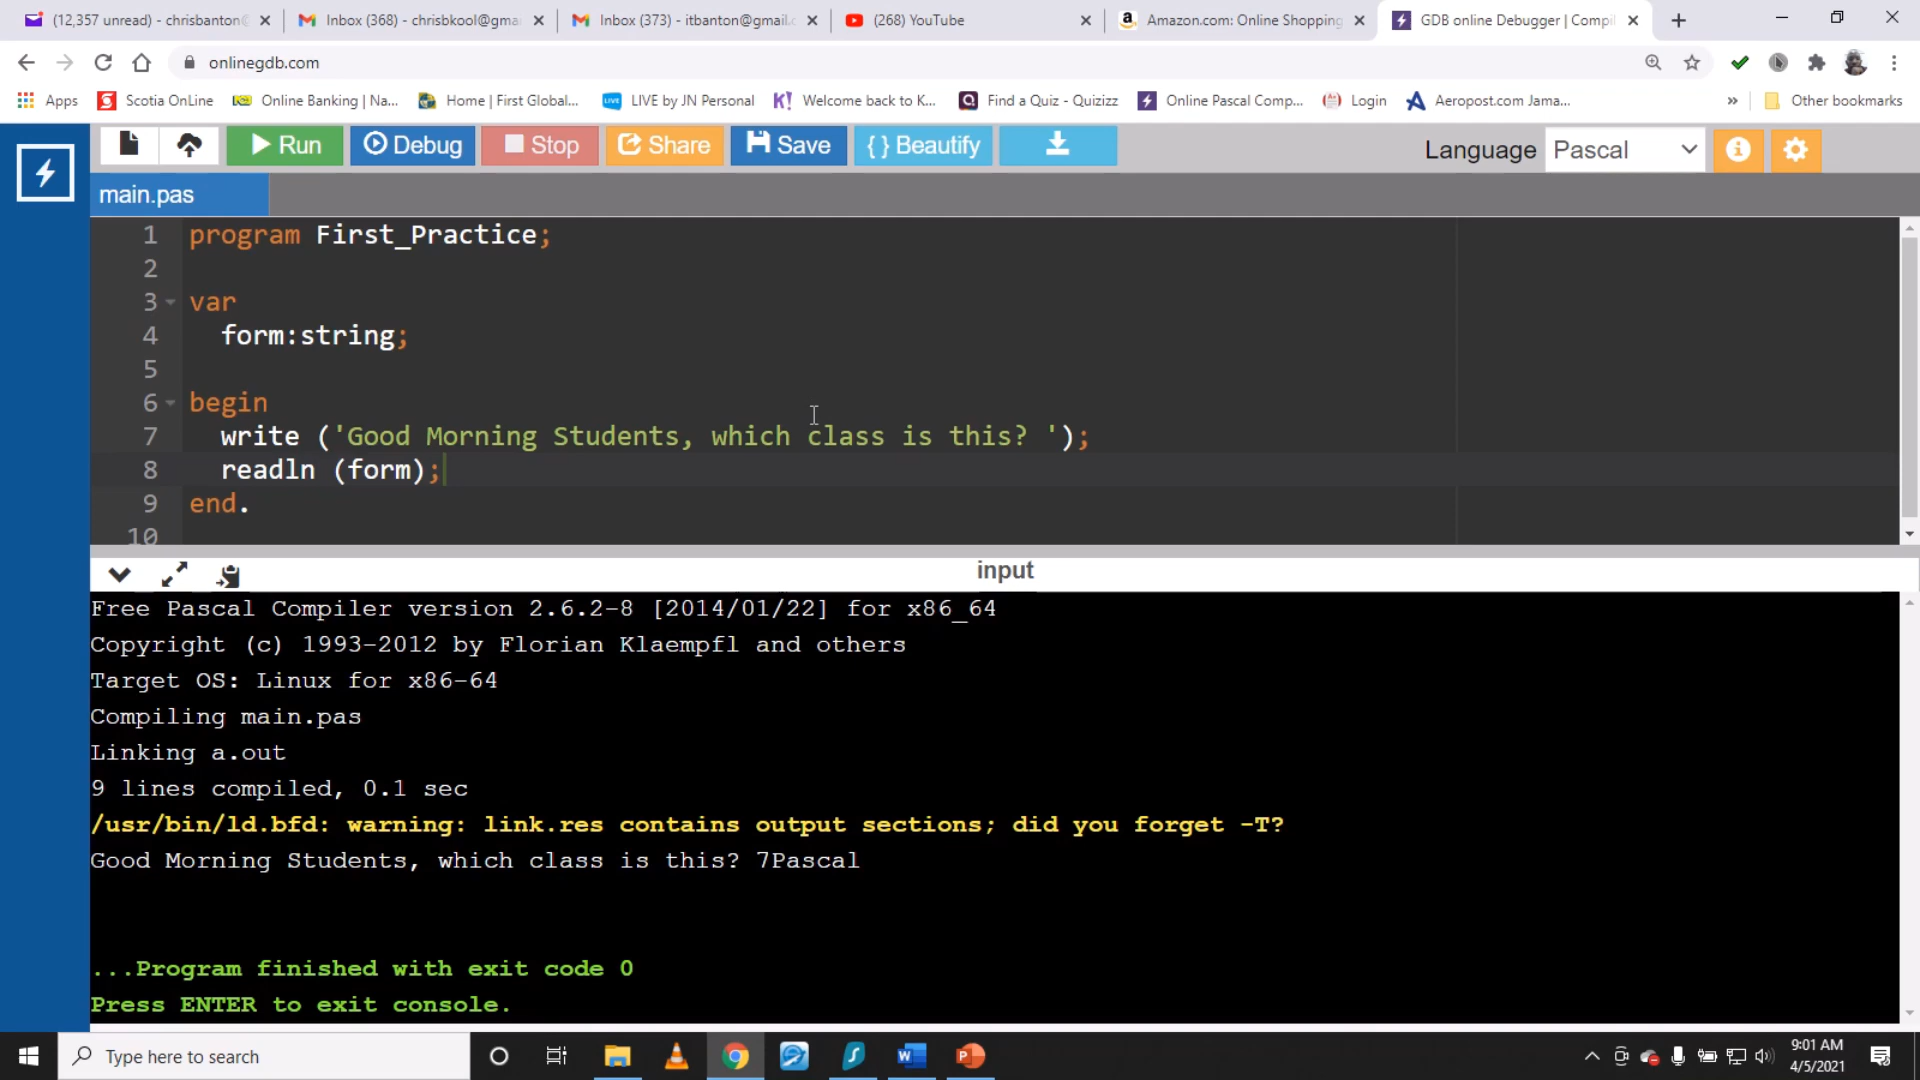 (12,357 unread) - chrisbanton@
Inbox (368) - chrisbkool@gma
Inbox (373) - itbanton@gmail.c
(268) YouTube
Amazon.com: Online Shopping
GDB online Debugger | Compil
onlinegdb.com
Apps
Scotia OnLine
Online Banking | Na...
Home | First Global...
LIVE by JN Personal
Welcome back to K...
Find a Quiz - Quizizz
Online Pascal Comp...
Login
Aeropost.com Jama...
»
Other bookmarks
Run
Debug
Stop
Share
Save
{ } Beautify
Language
Pascal
main.pas
1 program First_Practice;
2
3 var
4 form:string;
5
6 begin
7 write ('Good Morning Students, which class is this? ');
8 readln (form);
9 end.
10
input
Free Pascal Compiler version 2.6.2-8 [2014/01/22] for x86_64
Copyright (c) 1993-2012 by Florian Klaempfl and others
Target OS: Linux for x86-64
Compiling main.pas
Linking a.out
9 lines compiled, 0.1 sec
/usr/bin/ld.bfd: warning: link.res contains output sections; did you forget -T?
Good Morning Students, which class is this? 7Pascal
...Program finished with exit code 0
Press ENTER to exit console.
Type here to search
9:01 AM
4/5/2021